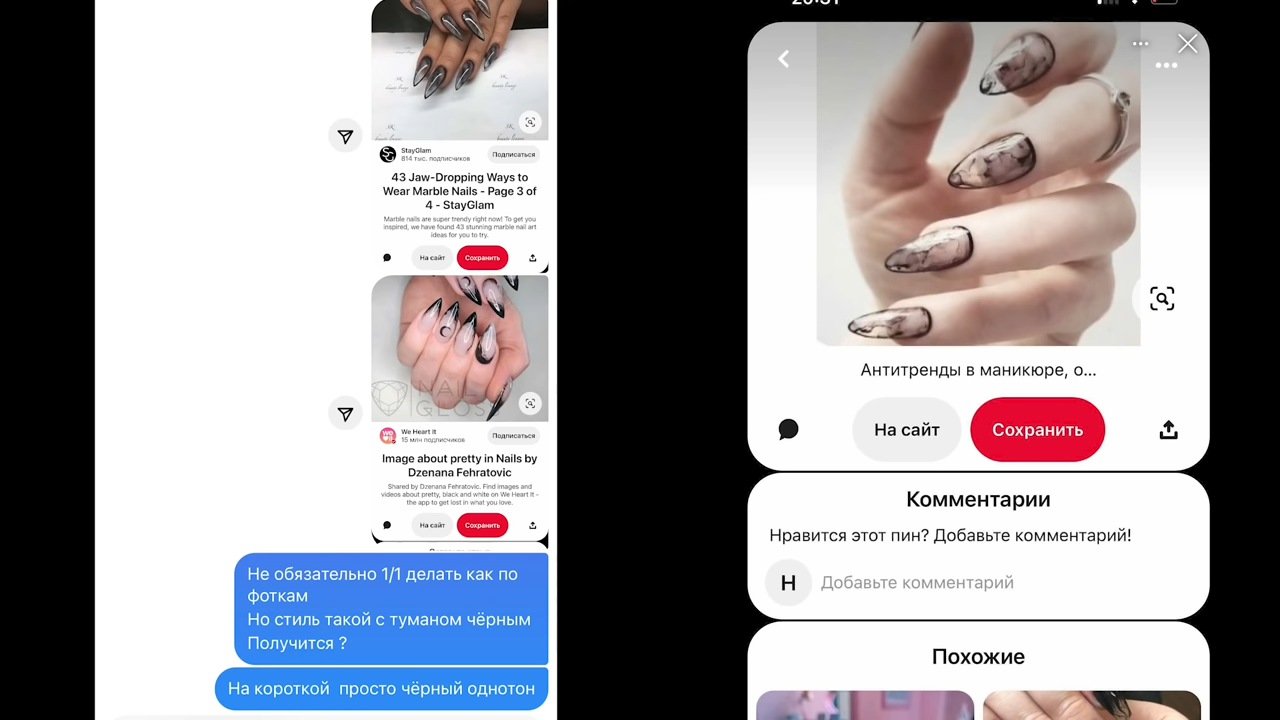 StayGlam
814 тыс. подписчиков
Подписаться
43 Jaw-Dropping Ways to
Wear Marble Nails - Page 3 of
4 - StayGlam
Marble nails are super trendy right now! To get you
inspired, we have found 43 stunning marble nail art
ideas for you to try.
На сайт
Сохранить
NAIL
GLOS
We Heart It
15 млн подписчиков
Подписаться
Image about pretty in Nails by
Dzenana Fehratovic
Shared by Dzenana Fehratovic. Find images and
videos about pretty, black and white on We Heart It -
the app to get lost in what you love.
На сайт
Сохранить
Не обязательно 1/1 делать как по
фоткам
Но стиль такой с туманом чёрным
Получится ?
На короткой просто чёрный однотон
Антитренды в маникюре, о...
На сайт
Сохранить
Комментарии
Нравится этот пин? Добавьте комментарий!
Н
Добавьте комментарий
Похожие